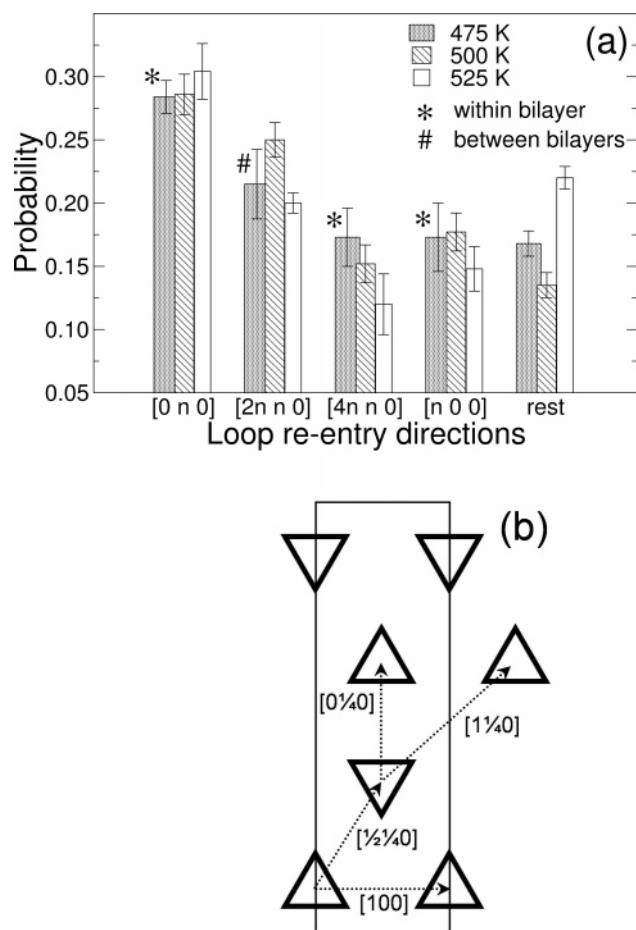 (a)
475 K
500 K
525 K
* within bilayer
# between bilayers
Probability
0.30
0.25
0.20
0.15
0.10
0.05
*
#
*
*
[0 n 0] [2n n 0] [4n n 0] [n 0 0] rest
Loop re-entry directions
(b)
[0¼0]
[1¼0]
[½¼0]
[100]